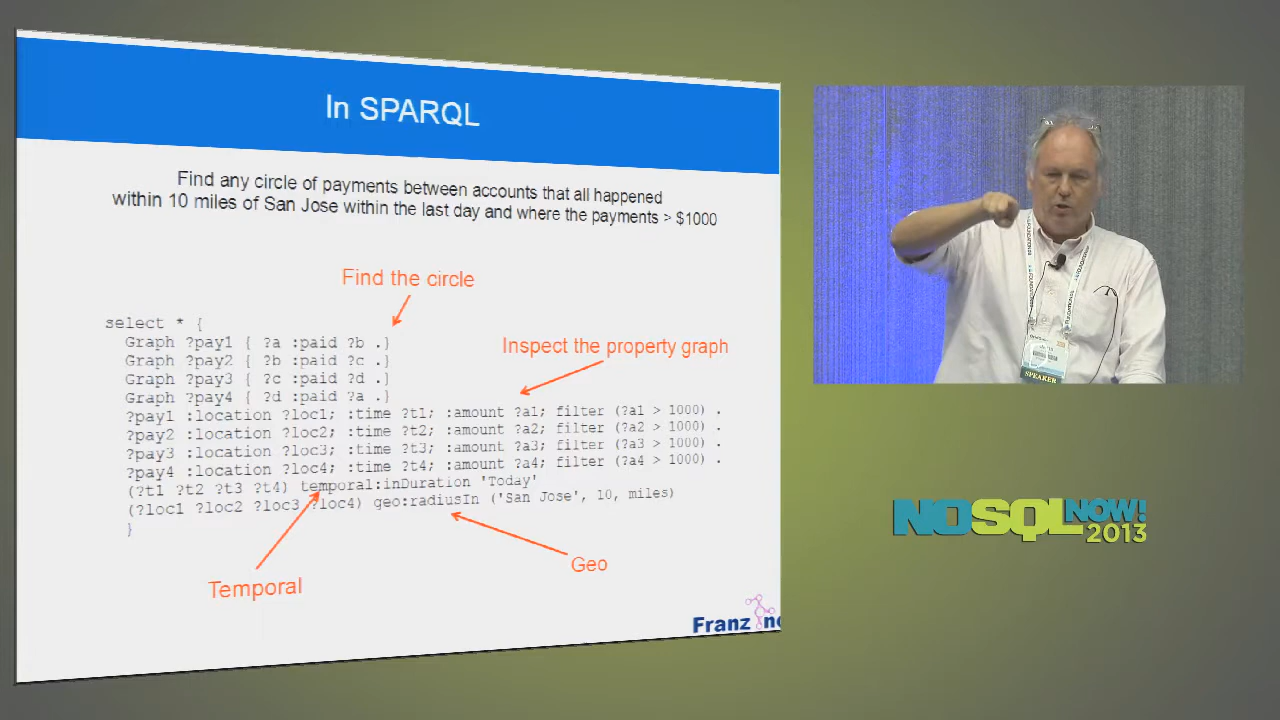 In SPARQL
Find any circle of payments between accounts that all happened
within 10 miles of San Jose within the last day and where the payments > $1000
Find the circle
select * {
Graph ?pay1 { ?a :paid ?b .}
Graph ?pay2 { ?b :paid ?c .}
Graph ?pay3 { ?c :paid ?d .}
Graph ?pay4 { ?d :paid ?a .}
Inspect the property graph
?pay1 :location ?loc1; :time ?t1; :amount ?a1; filter (?a1 > 1000) .
?pay2 :location ?loc2; :time ?t2; :amount ?a2; filter (?a2 > 1000) .
?pay3 :location ?loc3; :time ?t3; :amount ?a3; filter (?a3 > 1000) .
?pay4 :location ?loc4; :time ?t4; :amount ?a4; filter (?a4 > 1000) .
(?t1 ?t2 ?t3 ?t4) temporal:inDuration 'Today'
(?loc1 ?loc2 ?loc3 ?loc4) geo:radiusIn ('San Jose', 10, miles)
}
Temporal
Geo
Franz
SPEAKER
NOSQL NOW!
2013